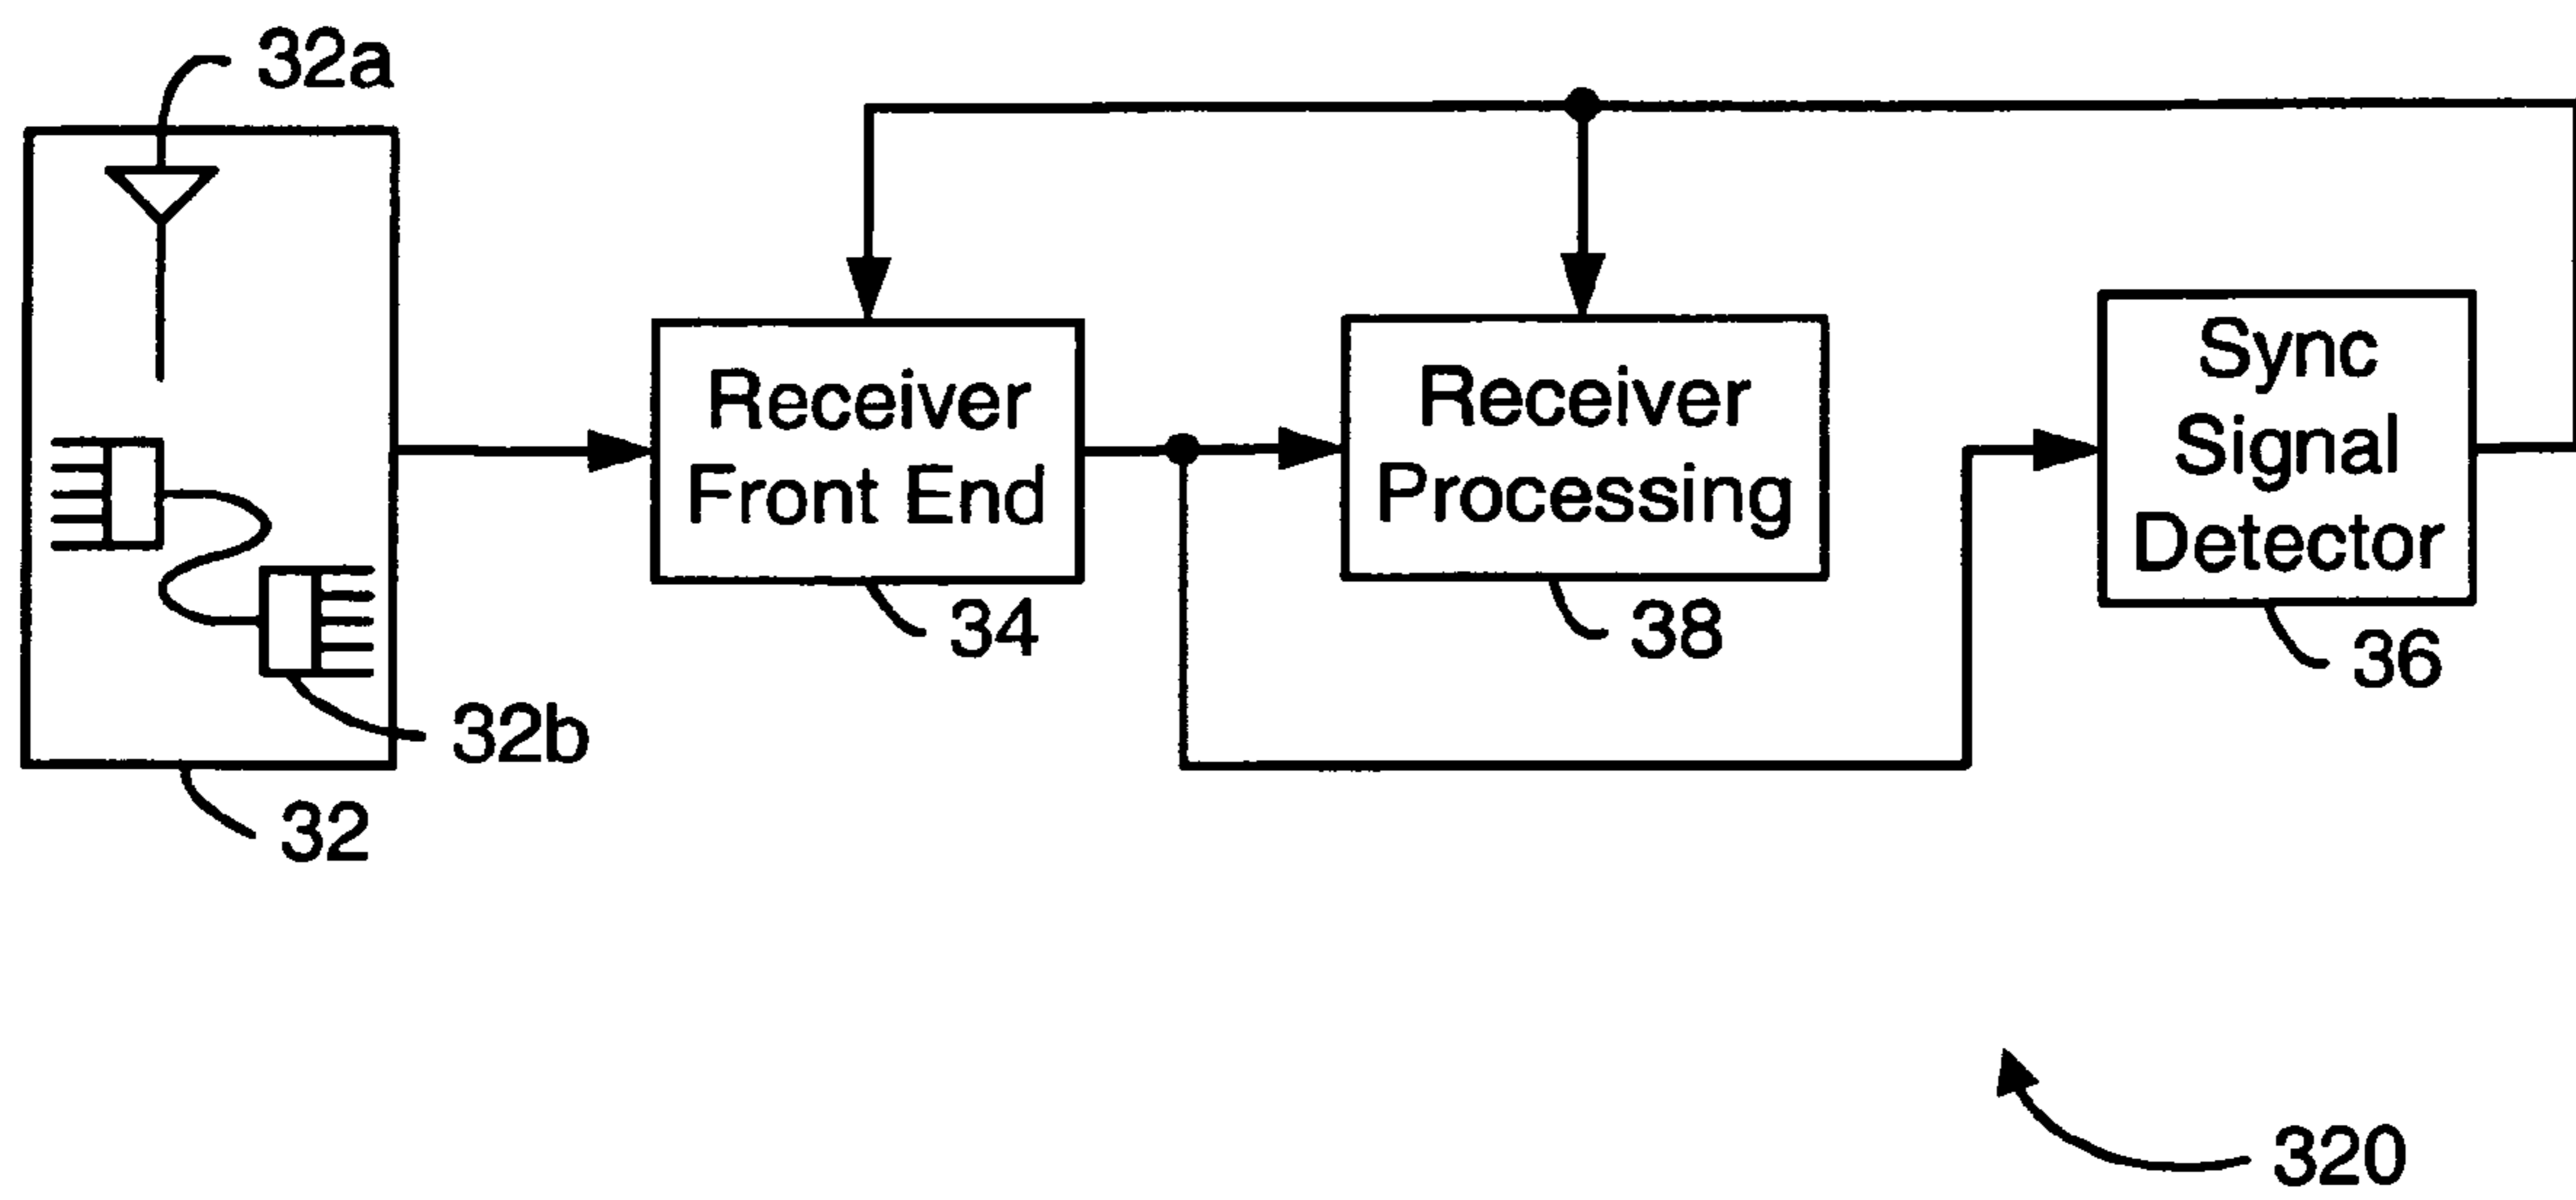 32a
Receiver
Front End
34
Receiver
Processing
38
Sync
Signal
Detector
36
32b
32
320